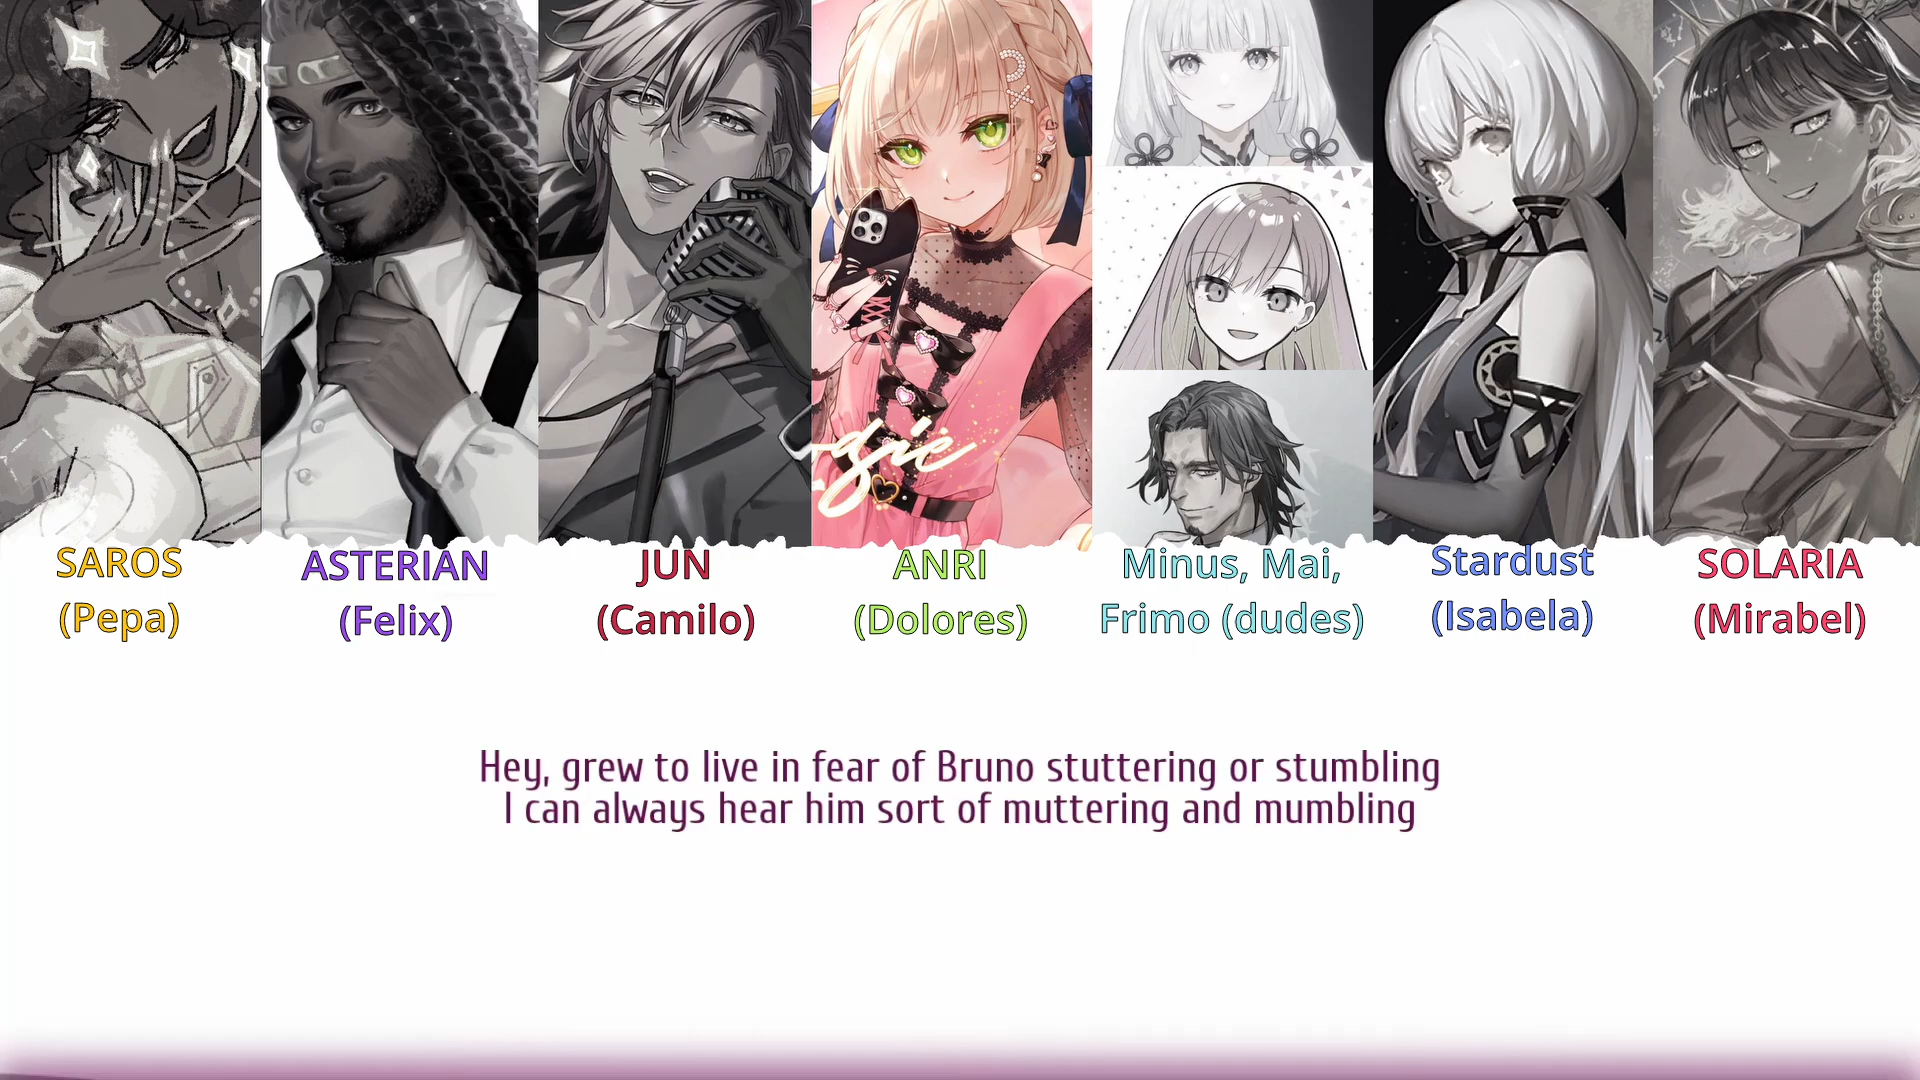 SAROS
(Pepa)
ASTERIAN
(Felix)
JUN
(Camilo)
ANRI
(Dolores)
Minus, Mai,
Frimo (dudes)
Stardust
(Isabela)
SOLARIA
(Mirabel)
Hey, grew to live in fear of Bruno stuttering or stumbling
I can always hear him sort of muttering and mumbling